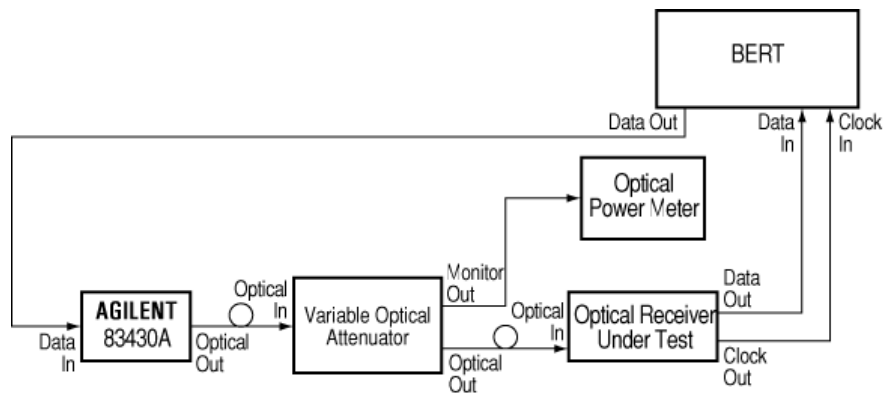 BERT
Data Out
Data
In
Clock
In
Optical
Power Meter
Monitor
Out
Optical
In
AGILENT
83430A
Data
In
Optical
Out
Variable Optical
Attenuator
Optical
In
Optical
Out
Optical Receiver
Under Test
Data
Out
Clock
Out